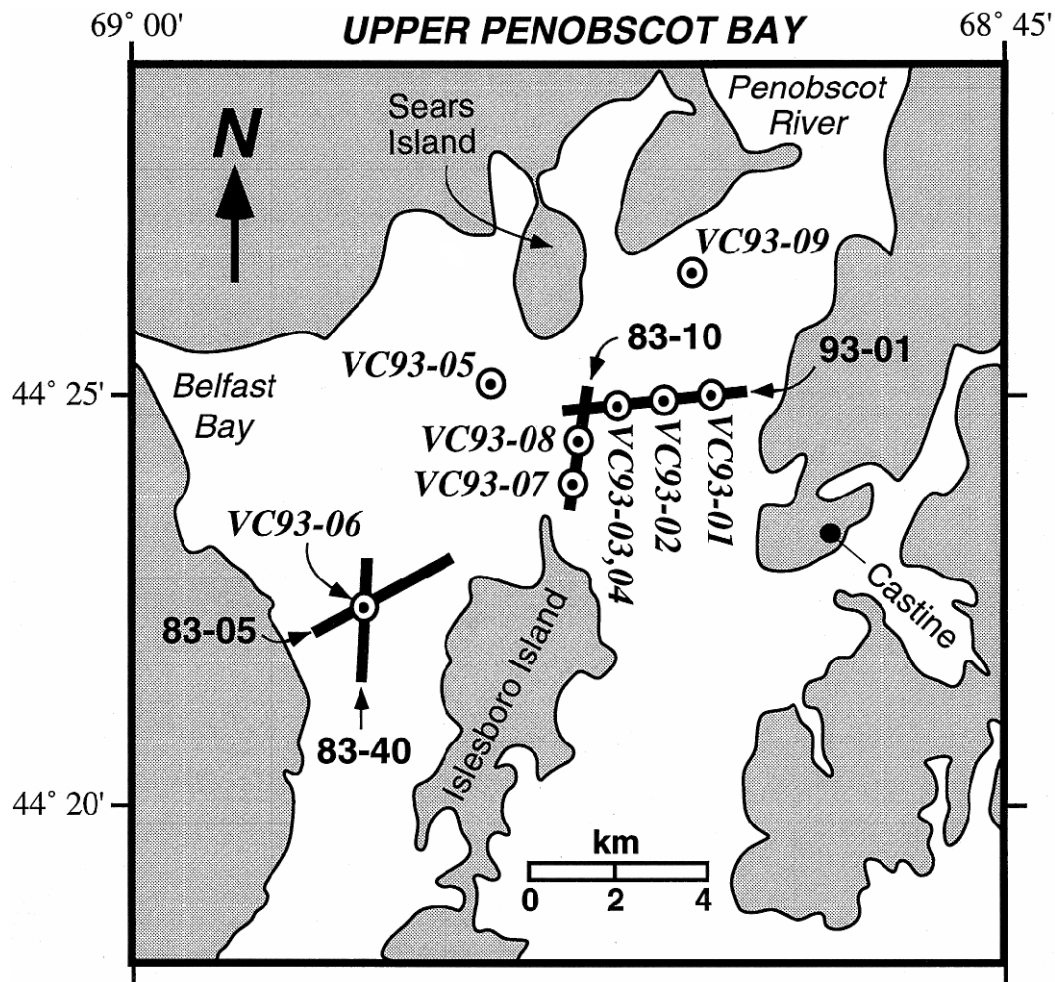 69° 00'
UPPER PENOBSCOT BAY
68° 45'
N
Sears
Island
Penobscot
River
VC93-09
83-10
93-01
VC93-05
44° 25'
Belfast
Bay
VC93-08
VC93-07
VC93-03,04
VC93-02
VC93-01
VC93-06
Castine
83-05
Islesboro Island
83-40
44° 20'
km
0 2 4